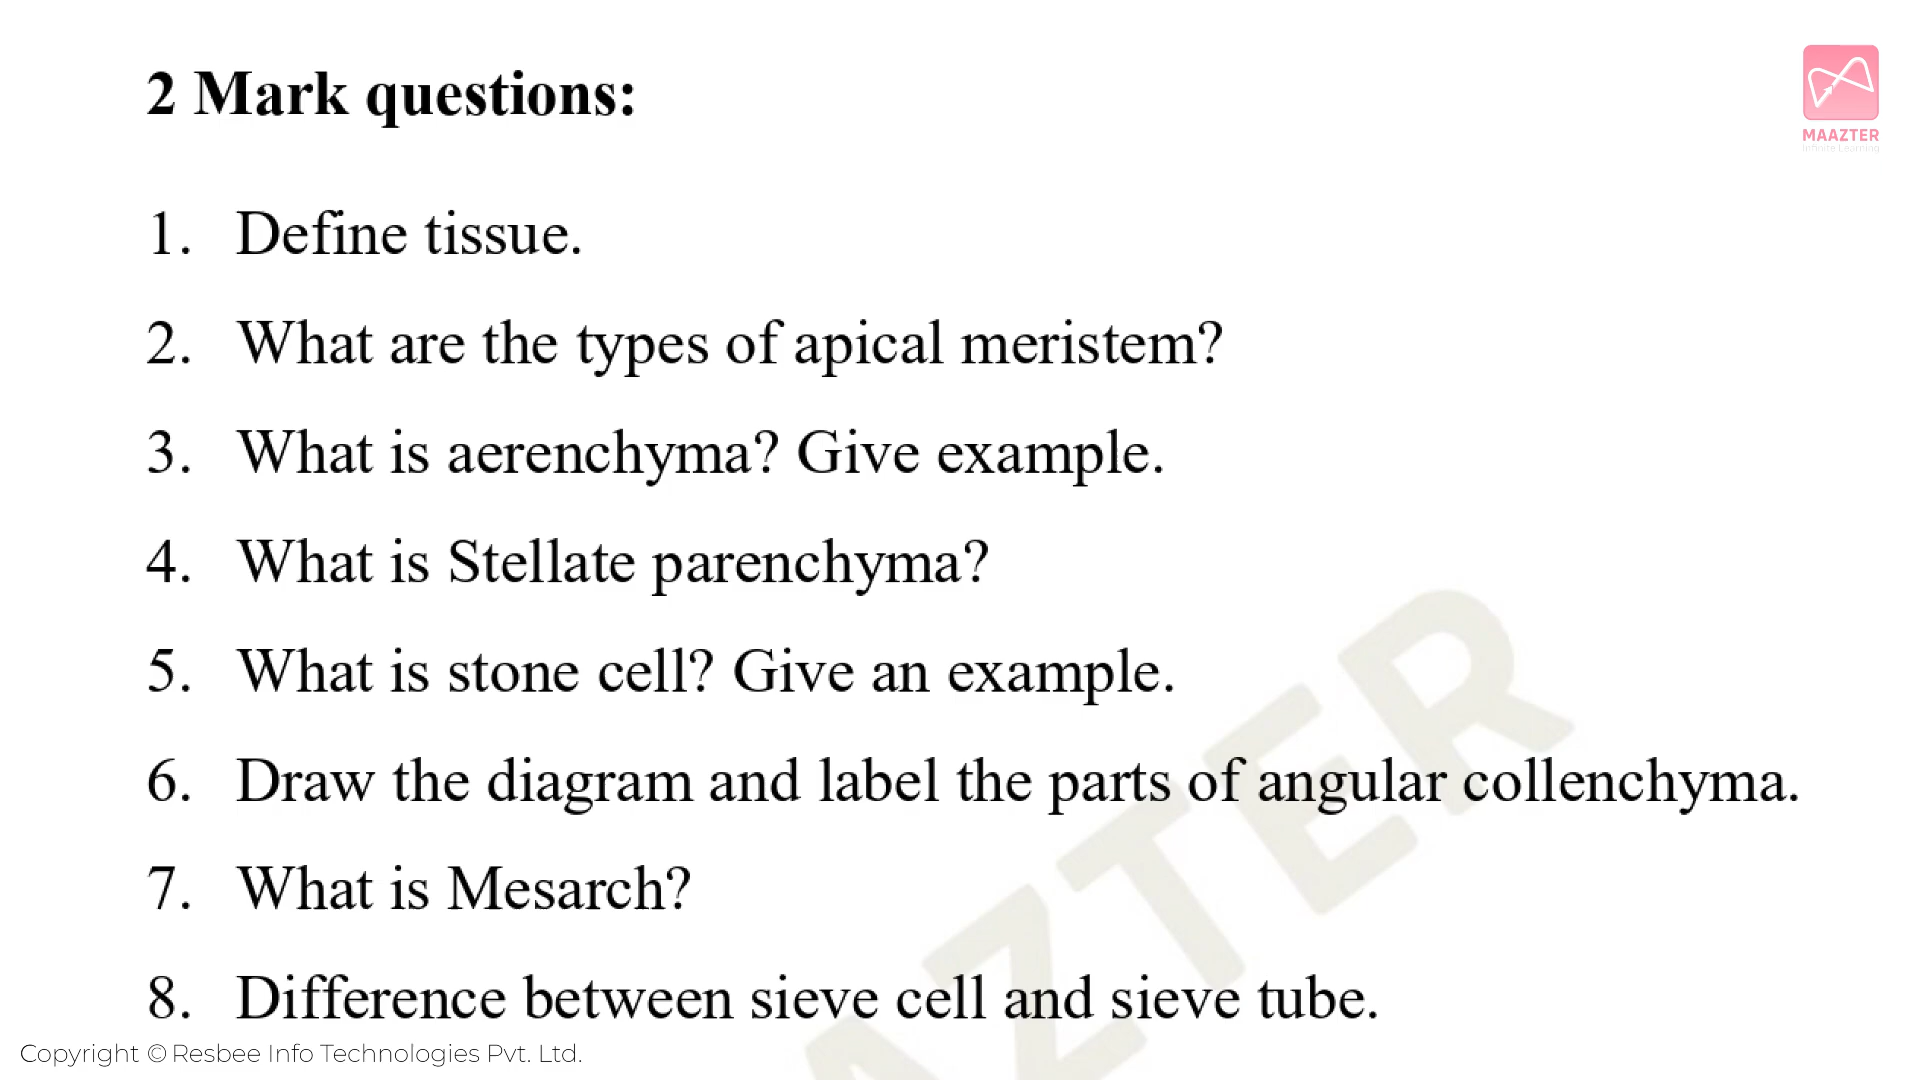 2 Mark questions:
MAAZTER
Infinite Learning
1. Define tissue.
2. What are the types of apical meristem?
3. What is aerenchyma? Give example.
4. What is Stellate parenchyma?
5. What is stone cell? Give an example.
6. Draw the diagram and label the parts of angular collenchyma.
7. What is Mesarch?
8. Difference between sieve cell and sieve tube.
AZTER
Copyright © Resbee Info Technologies Pvt. Ltd.